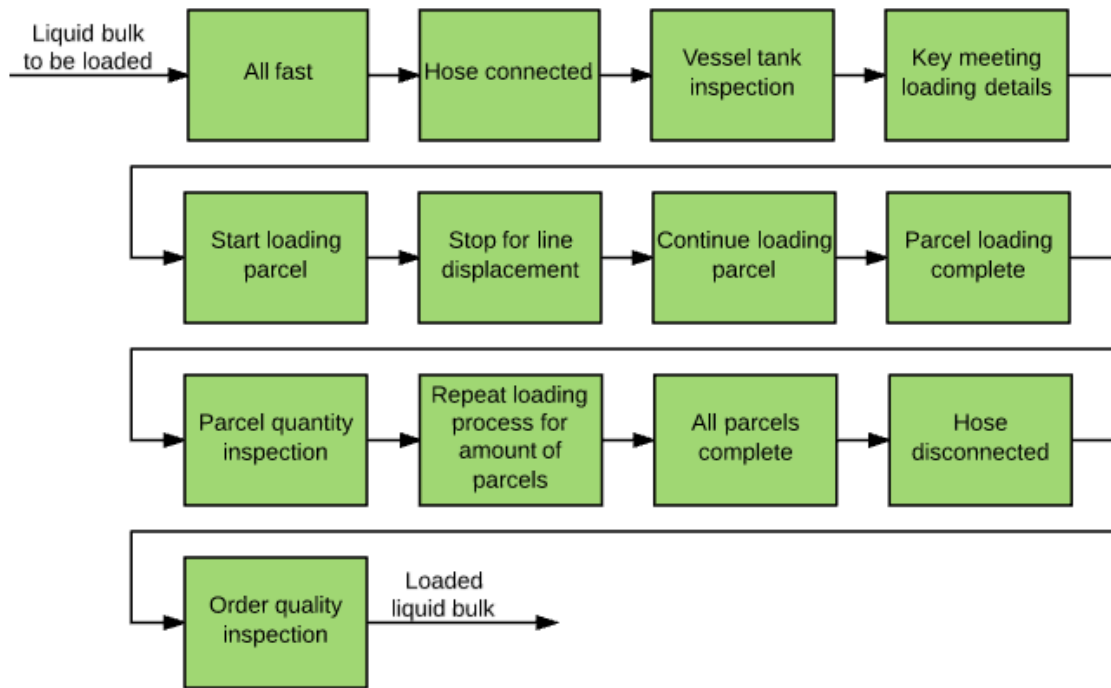 Liquid bulk
to be loaded
All fast
Hose connected
Vessel tank
inspection
Key meeting
loading details
Start loading
parcel
Stop for line
displacement
Continue loading
parcel
Parcel loading
complete
Parcel quantity
inspection
Repeat loading
process for
amount of
parcels
All parcels
complete
Hose
disconnected
Order quality
inspection
Loaded
liquid bulk